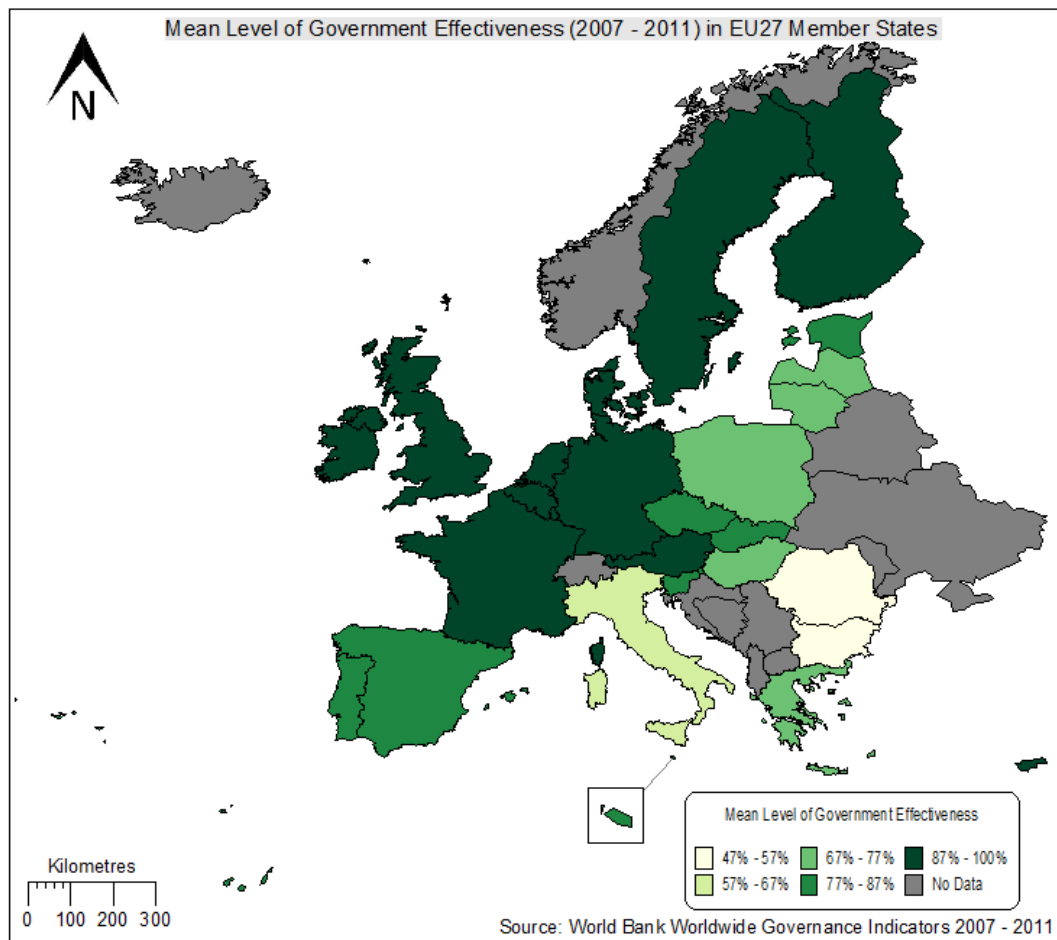 Mean Level of Government Effectiveness (2007 - 2011) in EU27 Member States
N
Mean Level of Government Effectiveness
47% - 57% 67% - 77% 87% - 100%
57% - 67% 77% - 87% No Data
Kilometres
0 100 200 300
Source: World Bank Worldwide Governance Indicators 2007 - 2011